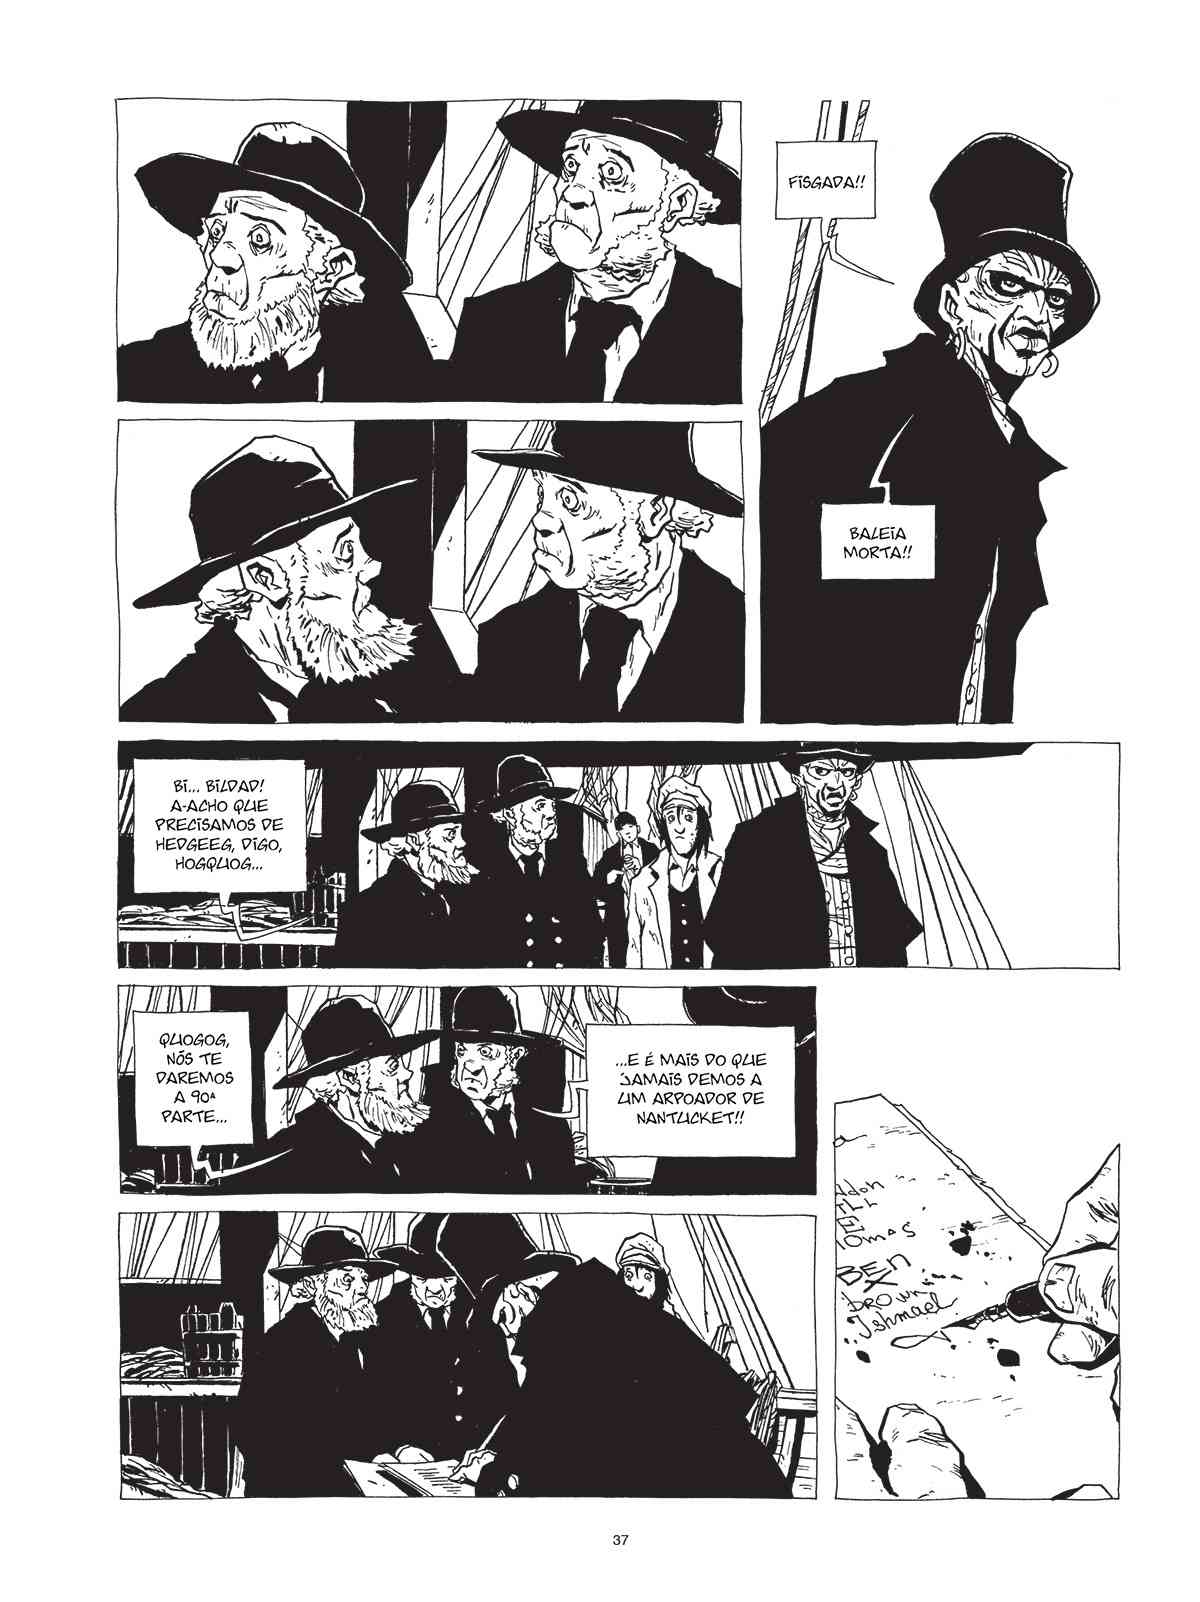 FISGADA!!
BALEIA
MORTA!!
BI... BILDAD!
A-ACHO QUE
PRECISAMOS DE
HEDGEEG, DIGO,
HOGQUOG...
QUOGOG,
NÓS TE
DAREMOS
A 90ª
PARTE...
...E É MAIS DO QUE
JAMAIS DEMOS A
UM ARPOADOR DE
NANTUCKET!!
BEN
BROWN
Ishmael
37